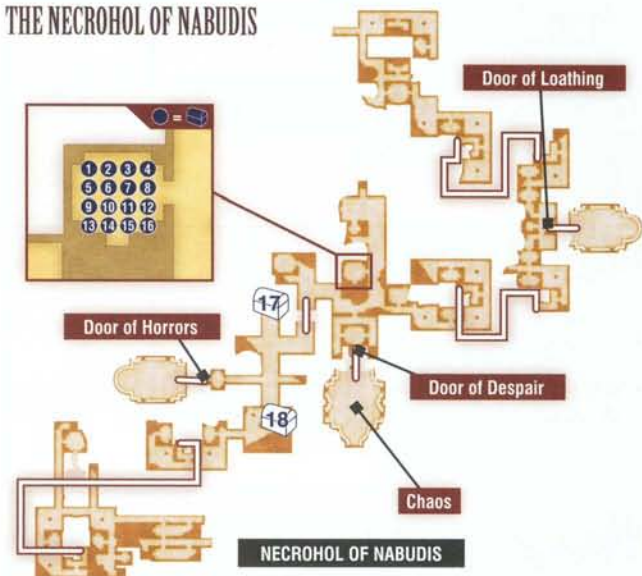 THE NECROHOL OF NABUDIS
Door of Loathing
=
1 2 3 4
5 6 7 8
9 10 11 12
13 14 15 16
17
Door of Horrors
Door of Despair
18
Chaos
NECROHOL OF NABUDIS